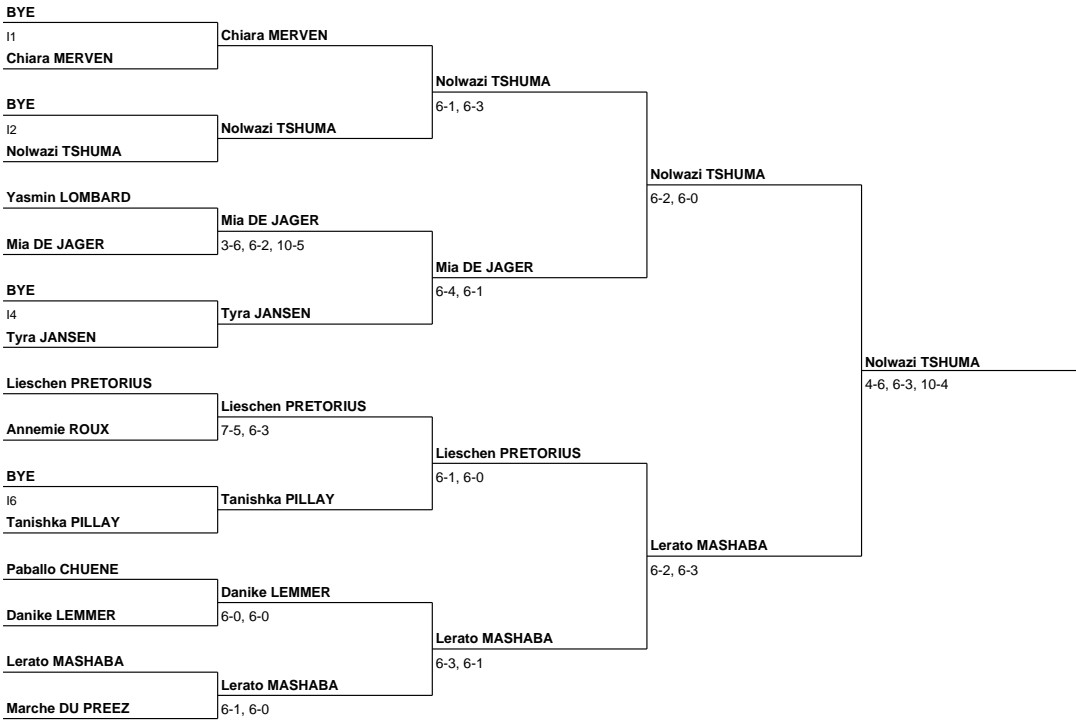 BYE
I1
Chiara MERVEN
Chiara MERVEN
BYE
I2
Nolwazi TSHUMA
Nolwazi TSHUMA
Nolwazi TSHUMA
6-1, 6-3
Yasmin LOMBARD
Mia DE JAGER
Mia DE JAGER
3-6, 6-2, 10-5
BYE
I4
Tyra JANSEN
Tyra JANSEN
Mia DE JAGER
6-4, 6-1
Nolwazi TSHUMA
6-2, 6-0
Lieschen PRETORIUS
Annemie ROUX
Lieschen PRETORIUS
7-5, 6-3
BYE
I6
Tanishka PILLAY
Tanishka PILLAY
Lieschen PRETORIUS
6-1, 6-0
Paballo CHUENE
Danike LEMMER
Danike LEMMER
6-0, 6-0
Lerato MASHABA
Marche DU PREEZ
Lerato MASHABA
6-1, 6-0
Lerato MASHABA
6-3, 6-1
Lerato MASHABA
6-2, 6-3
Nolwazi TSHUMA
4-6, 6-3, 10-4